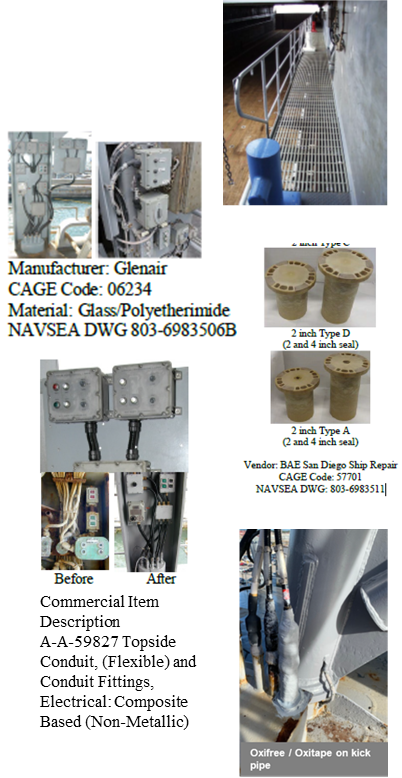 Manufacturer: Glenair
CAGE Code: 06234
Material: Glass/Polyetherimide
NAVSEA DWG 803-6983506B
2 inch Type C
2 inch Type D
(2 and 4 inch seal)
2 inch Type A
(2 and 4 inch seal)
Vendor: BAE San Diego Ship Repair
CAGE Code: 57701
NAVSEA DWG: 803-6983511
Before After
Commercial Item
Description
A-A-59827 Topside
Conduit, (Flexible) and
Conduit Fittings,
Electrical: Composite
Based (Non-Metallic)
Oxifree / Oxitape on kick
pipe